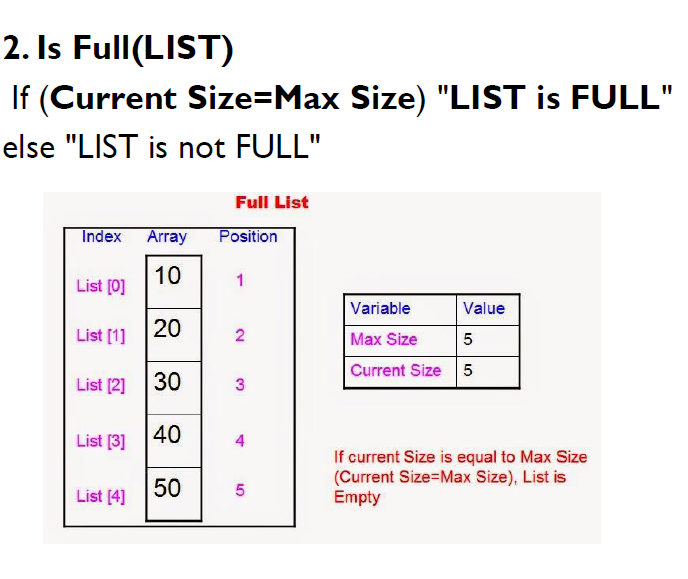 2. Is Full(LIST)
If (Current Size=Max Size) "LIST is FULL"
else "LIST is not FULL"
Full List
Index Array Position
List [0] 10 1
List [1] 20 2
List [2] 30 3
List [3] 40 4
List [4] 50 5
Variable Value
Max Size 5
Current Size 5
If current Size is equal to Max Size
(Current Size=Max Size), List is
Empty